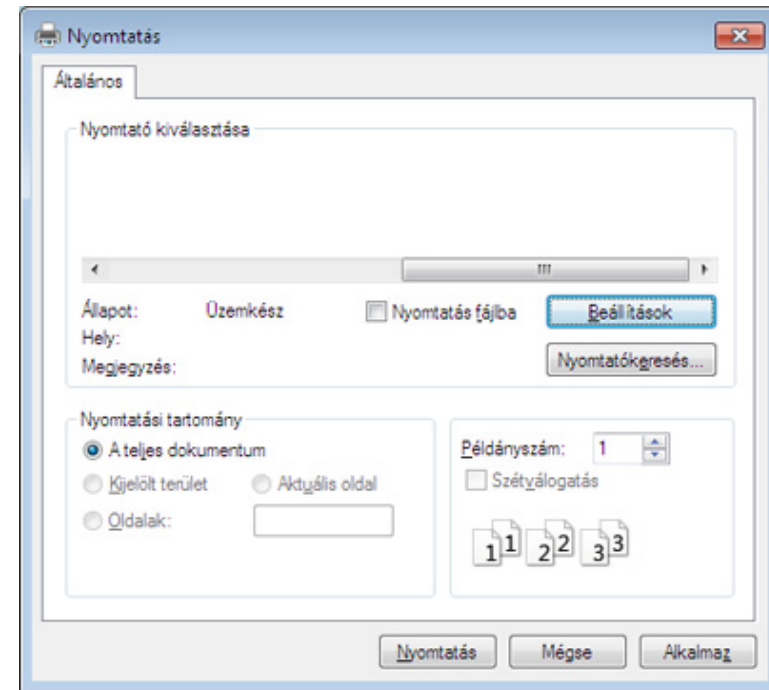 Nyomtatás
Általános
Nyomtató kiválasztása
Állapot: Üzemkész
Nyomtatás fájlba
Beállítások
Hely:
Megjegyzés:
Nyomtatókeresés...
Nyomtatási tartomány
A teljes dokumentum
Kijelölt terület
Aktuális oldal
Oldalak:
Példányszám: 1
Szétválogatás
1 1 2 2 3 3
Nyomtatás
Mégse
Alkalmaz